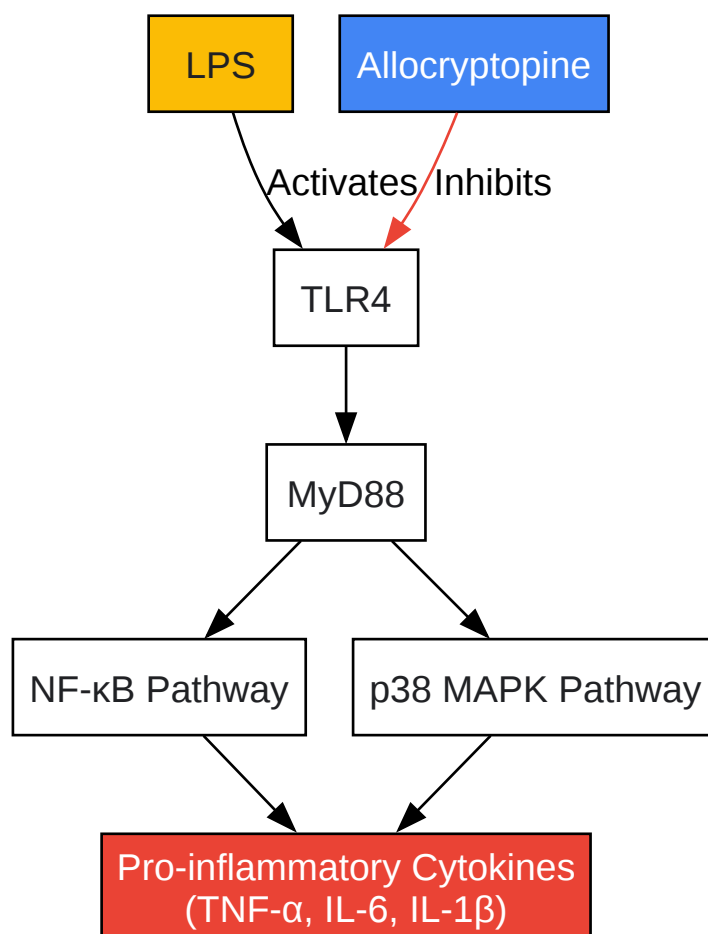 LPS
Allocryptopine
Activates
Inhibits
TLR4
MyD88
NF-κB Pathway
p38 MAPK Pathway
Pro-inflammatory Cytokines
(TNF-α, IL-6, IL-1β)